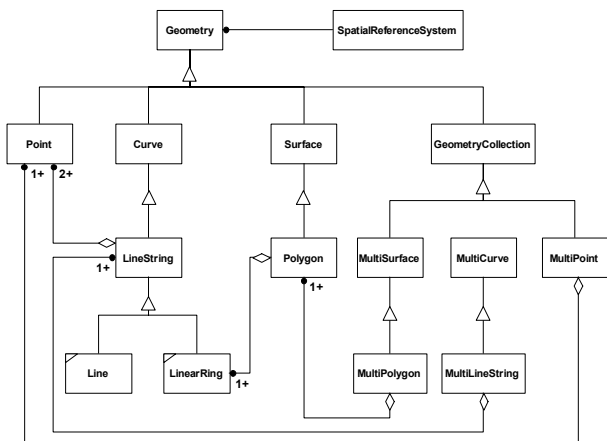 Geometry
SpatialReferenceSystem
Point
Curve
Surface
GeometryCollection
1+
2+
LineString
1+
Polygon
1+
MultiSurface
MultiCurve
MultiPoint
Line
LinearRing
1+
MultiPolygon
MultiLineString